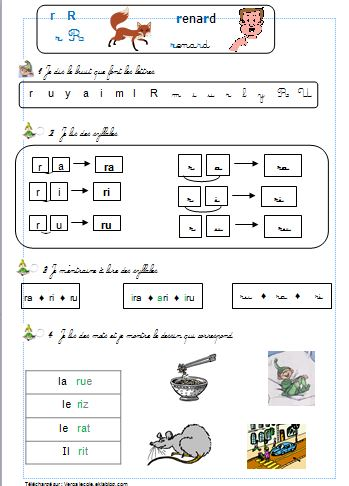 r R renard
r R renard
1 Je dis le bruit que font les lettres
r u y a i m l R m i u r l y R U
2 Je lis des syllabes
r a ra r a ra
r i ri r i ri
r u ru r u ru
3 Je m'entraine à lire des syllabes
ra ♦ ri ♦ ru ira ♦ ari ♦ iru ru ♦ ra ♦ ri
4 Je lis des mots et je montre le dessin qui correspond
la rue
le riz
le rat
Il rit
Téléchargé sur : Versalecole.eklablog.com